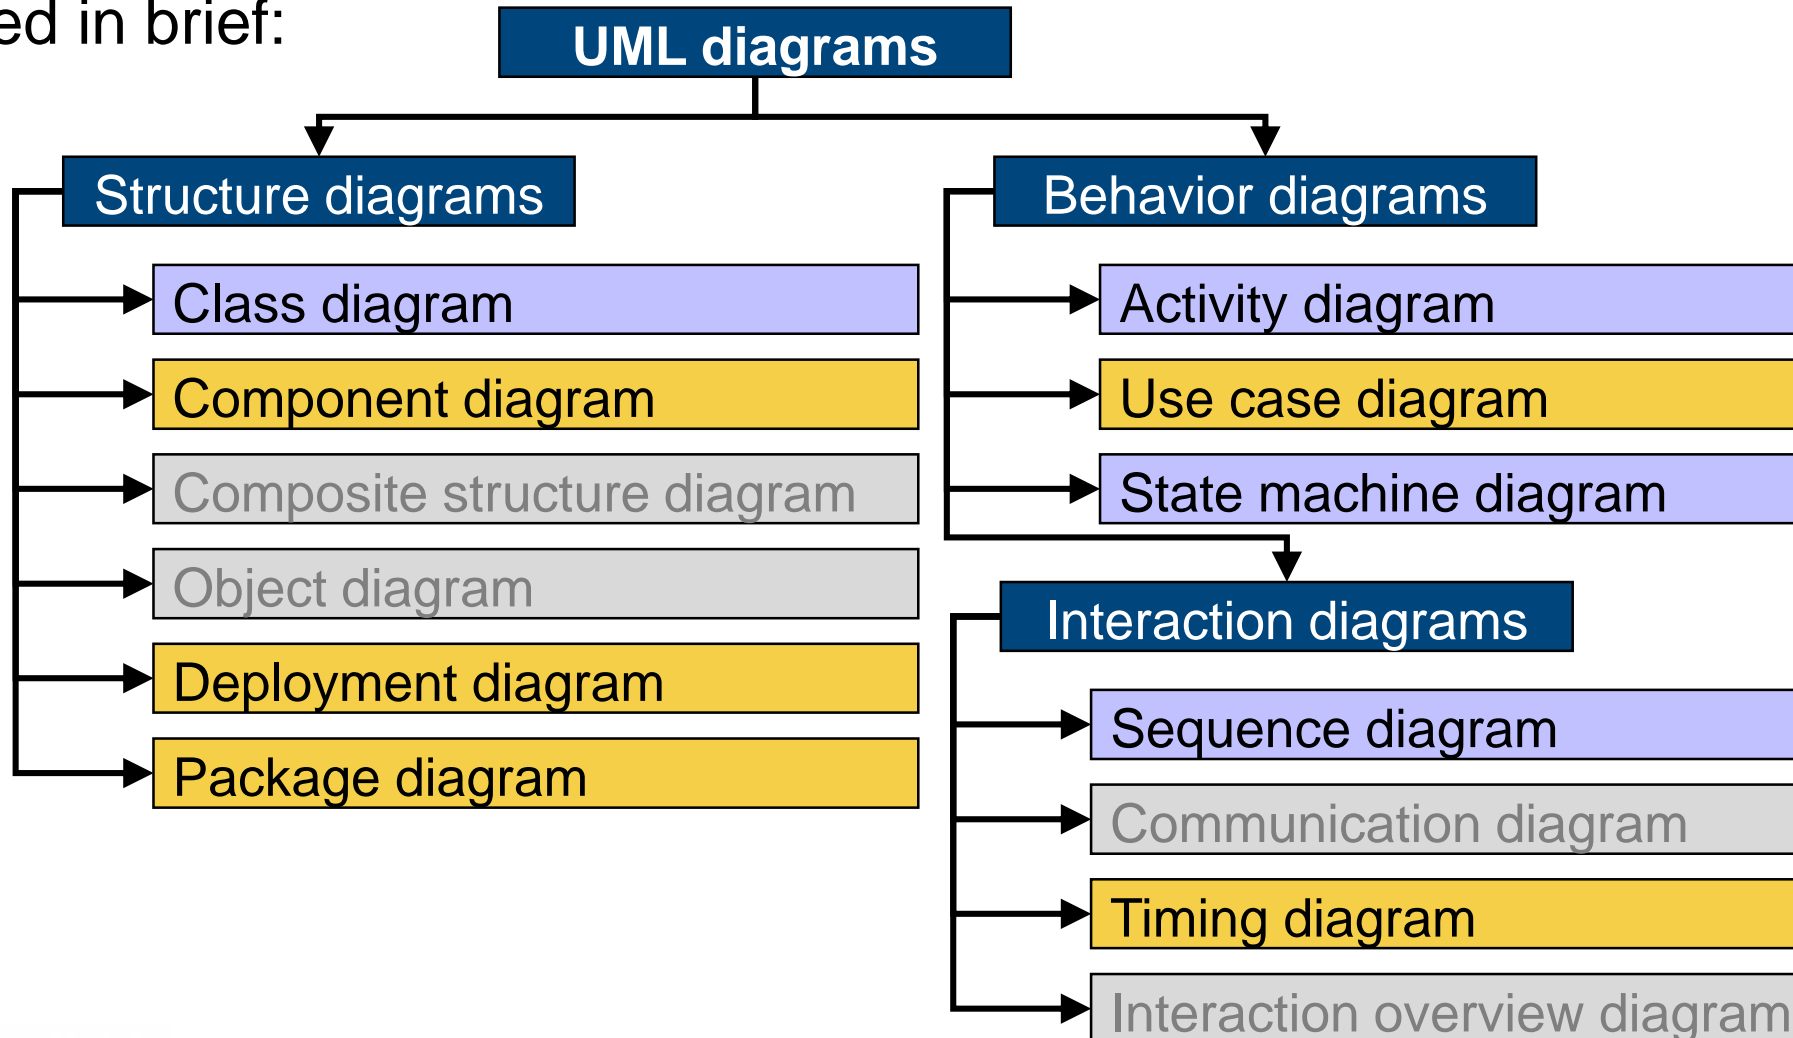 ed in brief:
UML diagrams
Structure diagrams
Class diagram
Component diagram
Composite structure diagram
Object diagram
Deployment diagram
Package diagram
Behavior diagrams
Activity diagram
Use case diagram
State machine diagram
Interaction diagrams
Sequence diagram
Communication diagram
Timing diagram
Interaction overview diagram